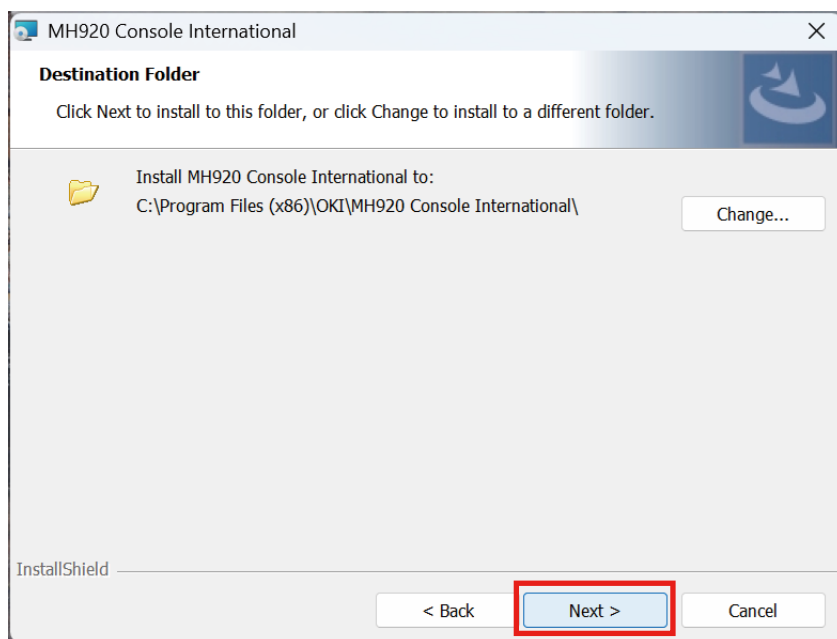 MH920 Console International
Destination Folder
Click Next to install to this folder, or click Change to install to a different folder.
Install MH920 Console International to:
C:\Program Files (x86)\OKI\MH920 Console International\
Change...
InstallShield
< Back
Next >
Cancel